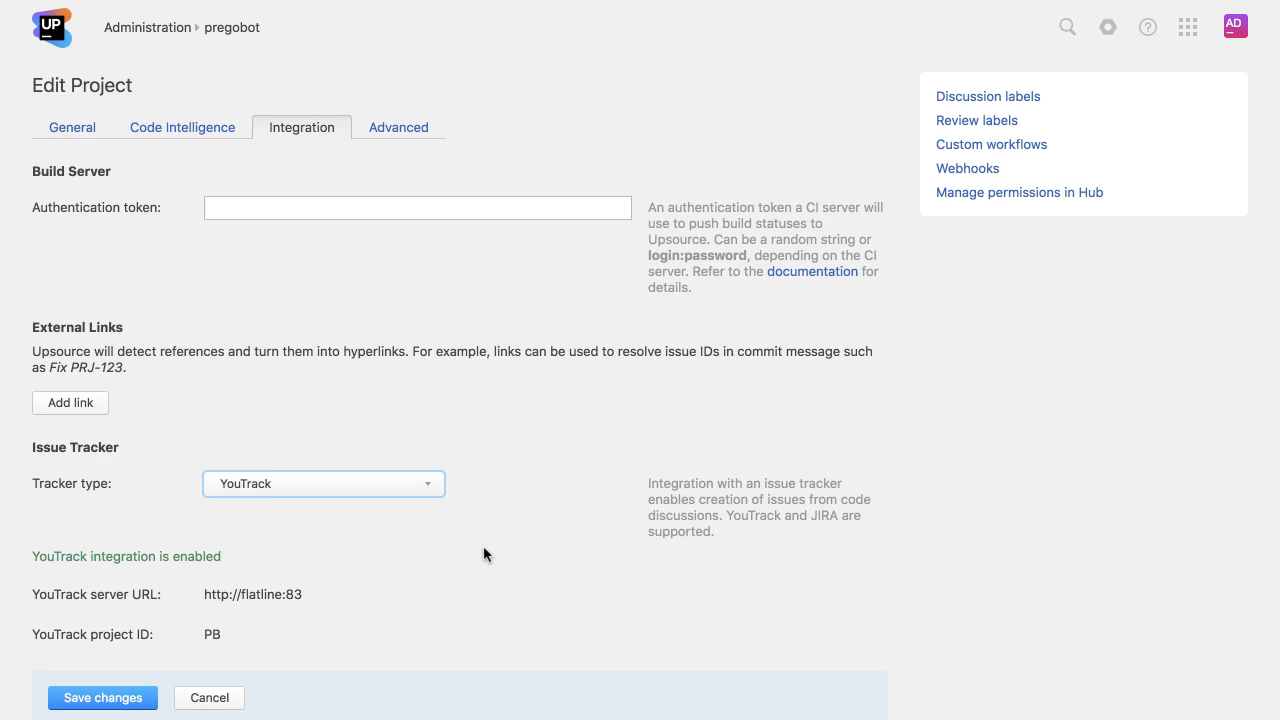 UP
Administration › pregobot
AD
Edit Project
General Code Intelligence Integration Advanced
Discussion labels
Review labels
Custom workflows
Webhooks
Manage permissions in Hub
Build Server
Authentication token:
An authentication token a CI server will
use to push build statuses to
Upsource. Can be a random string or
login:password, depending on the CI
server. Refer to the documentation for
details.
External Links
Upsource will detect references and turn them into hyperlinks. For example, links can be used to resolve issue IDs in commit message such
as Fix PRJ-123.
Add link
Issue Tracker
Tracker type: YouTrack
Integration with an issue tracker
enables creation of issues from code
discussions. YouTrack and JIRA are
supported.
YouTrack integration is enabled
YouTrack server URL: http://flatline:83
YouTrack project ID: PB
Save changes Cancel